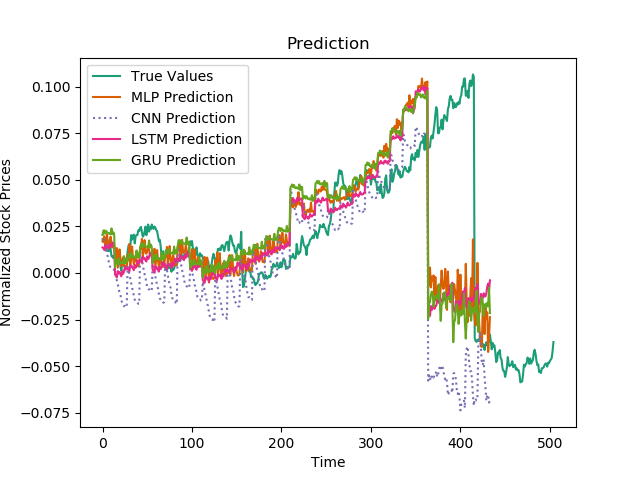 Prediction
True Values
MLP Prediction
CNN Prediction
LSTM Prediction
GRU Prediction
0.100
0.075
0.050
0.025
0.000
−0.025
−0.050
−0.075
Normalized Stock Prices
0 100 200 300 400 500
Time